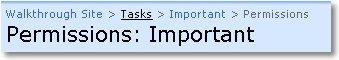 Walkthrough Site > Tasks > Important > Permissions
Permissions: Important